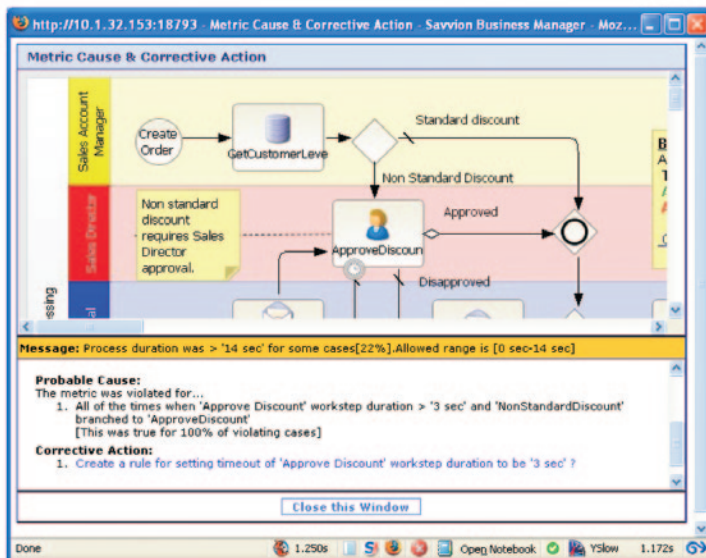 http://10.1.32.153:18793 - Metric Cause & Corrective Action - Savvion Business Manager - Moz...
Metric Cause & Corrective Action
Sales Account
Manager
Create
Order
GetCustomerLeve
Standard discount
Non Standard Discount
Sales Director
Non standard
discount
requires Sales
Director
approval.
ApproveDiscoun
Approved
Disapproved
B
A
T
A
A
essing
al
Message: Process duration was > '14 sec' for some cases[22%].Allowed range is [0 sec-14 sec]
Probable Cause:
The metric was violated for...
1. All of the times when 'Approve Discount' workstep duration > '3 sec' and 'NonStandardDiscount'
branched to 'ApproveDiscount'
[This was true for 100% of violating cases]
Corrective Action:
1. Create a rule for setting timeout of 'Approve Discount' workstep duration to be '3 sec' ?
Close this Window
Done
1.250s
Open Notebook
YSlow
1.172s